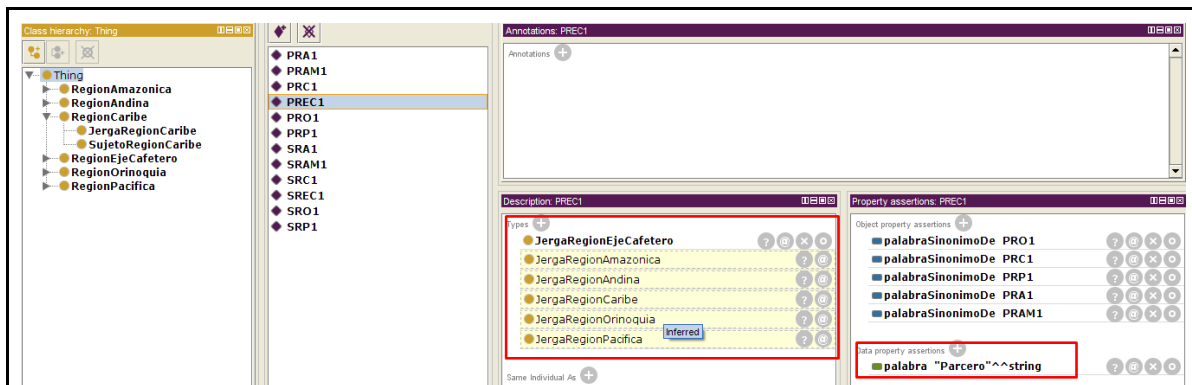 Class hierarchy: Thing
Thing
RegionAmazonica
RegionAndina
RegionCaribe
JergaRegionCaribe
SujetoRegionCaribe
RegionEjeCafetero
RegionOrinoquia
RegionPacifica
PRA1
PRAM1
PRC1
PREC1
PRO1
PRP1
SRA1
SRAM1
SRC1
SREC1
SRO1
SRP1
Annotations: PREC1
Annotations
Description: PREC1
Types
JergaRegionEjeCafetero
JergaRegionAmazonica
JergaRegionAndina
JergaRegionCaribe
JergaRegionOrinoquia
Inferred
JergaRegionPacifica
Same Individual As
Property assertions: PREC1
Object property assertions
palabraSinonimoDe PRO1
palabraSinonimoDe PRC1
palabraSinonimoDe PRP1
palabraSinonimoDe PRA1
palabraSinonimoDe PRAM1
Data property assertions
palabra "Parcero"^^string